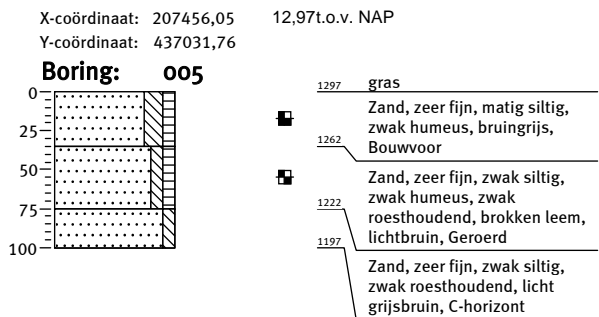 X-coördinaat: 207456,05 12,97t.o.v. NAP
Y-coördinaat: 437031,76
Boring: 005
0
25
50
75
100
1297 gras
Zand, zeer fijn, matig siltig,
zwak humeus, bruingrijs,
1262 Bouwvoor
Zand, zeer fijn, zwak siltig,
zwak humeus, zwak
1222 roesthoudend, brokken leem,
lichtbruin, Geroerd
1197
Zand, zeer fijn, zwak siltig,
zwak roesthoudend, licht
grijsbruin, C-horizont